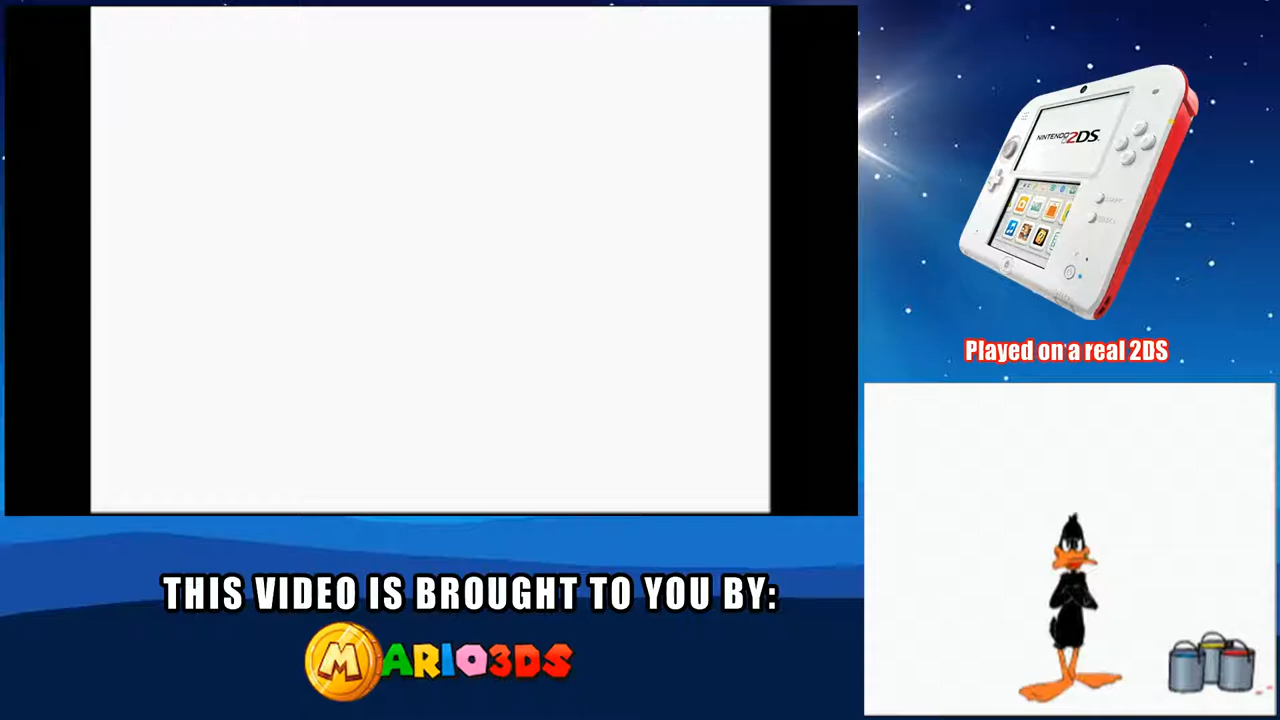 NINTENDO 2DS
Played on a real 2DS
THIS VIDEO IS BROUGHT TO YOU BY:
MARIO3DS